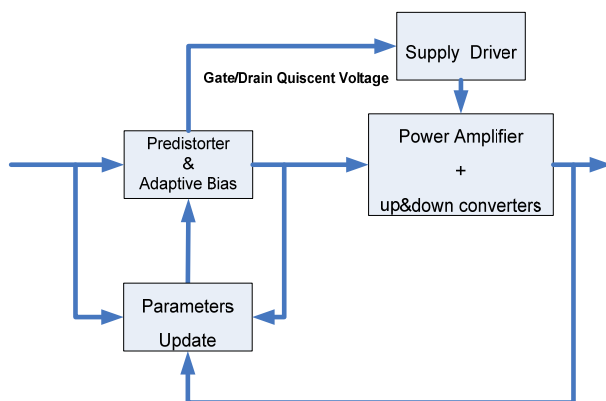 Supply Driver
Gate/Drain Quiscent Voltage
Predistorter
&
Adaptive Bias
Power Amplifier
+
up&down converters
Parameters
Update